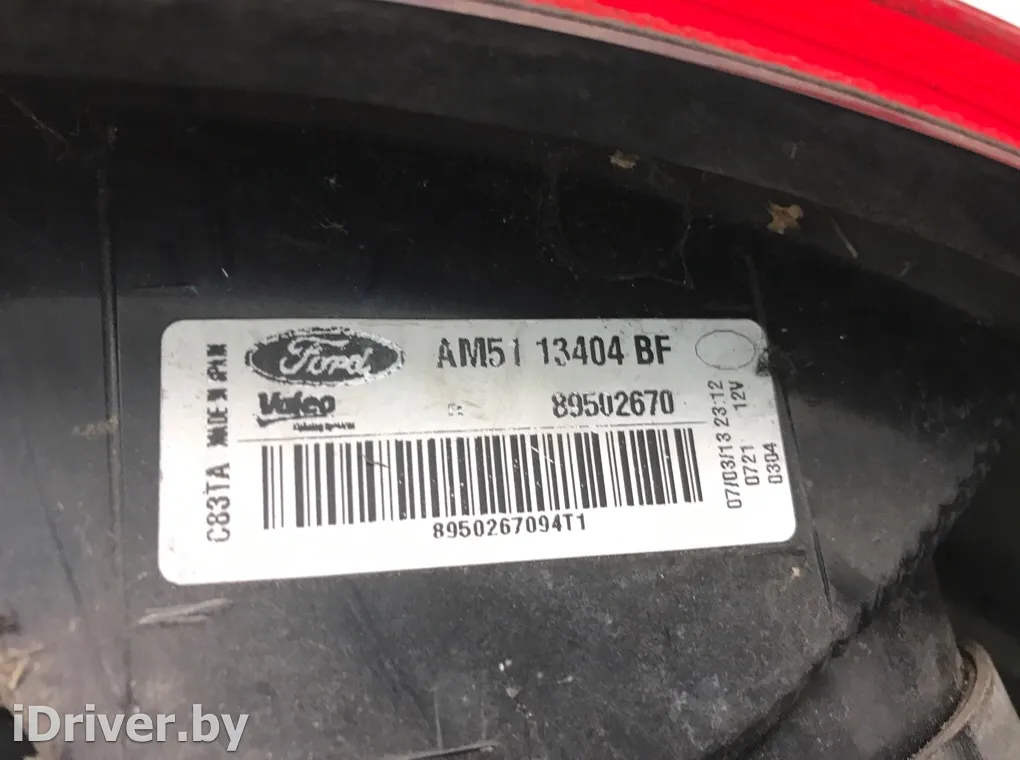 Ford AM51 13404 BF
Valeo 89502670
MADE IN SPAIN
C83TA
8950267094T1
07/03/13 23:12
0721 12V
0304
iDriver.by